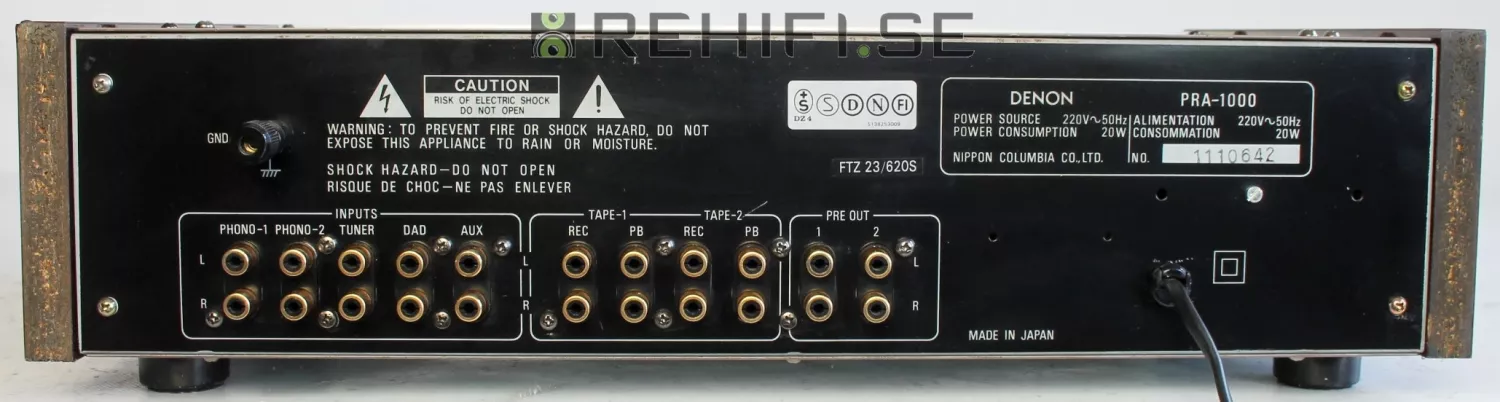 REHIFI.SE
CAUTION
RISK OF ELECTRIC SHOCK
DO NOT OPEN
GND
WARNING: TO PREVENT FIRE OR SHOCK HAZARD, DO NOT
EXPOSE THIS APPLIANCE TO RAIN OR MOISTURE.
SHOCK HAZARD—DO NOT OPEN
RISQUE DE CHOC—NE PAS ENLEVER
S S D N FI
DZ 4
FTZ 23/620S
DENON PRA-1000
POWER SOURCE 220V~50Hz ALIMENTATION 220V~50Hz
POWER CONSUMPTION 20W CONSOMMATION 20W
NIPPON COLUMBIA CO.,LTD. NO. 1110642
INPUTS
PHONO-1 PHONO-2 TUNER DAD AUX
L
R
TAPE-1 TAPE-2
REC PB REC PB
L
R
PRE OUT
1 2
L
R
MADE IN JAPAN